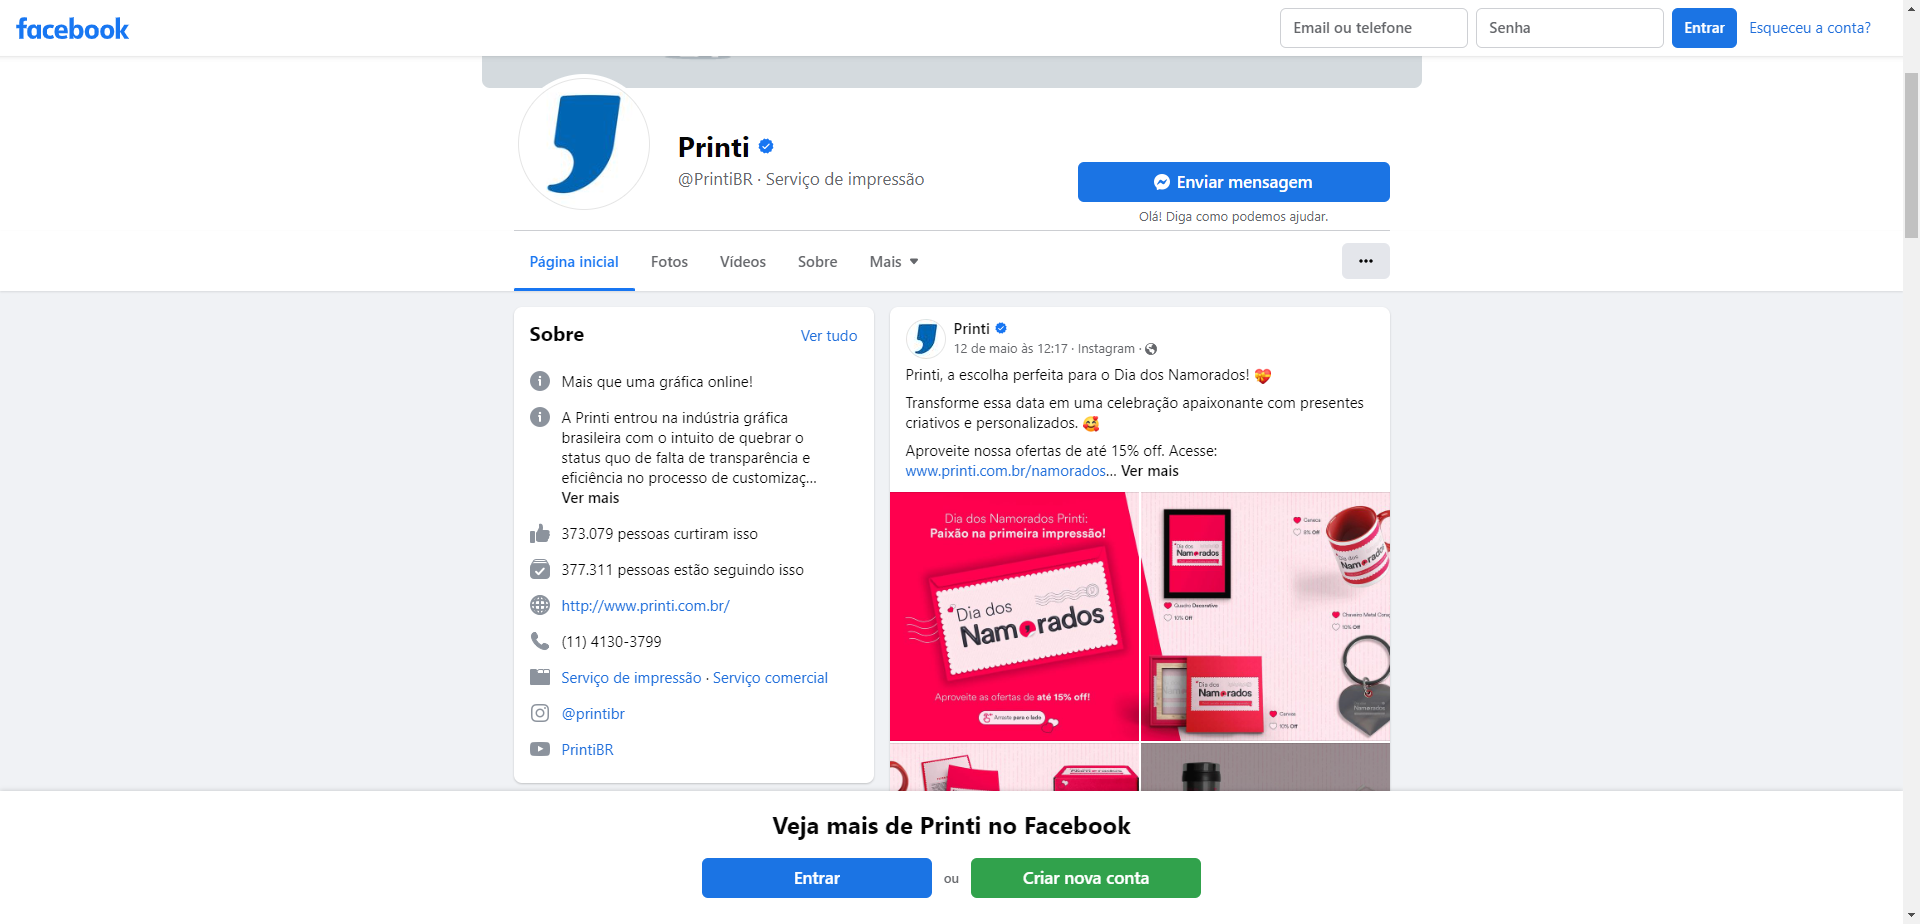 facebook
Email ou telefone
Senha
Entrar
Esqueceu a conta?
Printi
@PrintiBR · Serviço de impressão
Enviar mensagem
Olá! Diga como podemos ajudar.
Página inicial
Fotos
Vídeos
Sobre
Mais
Sobre
Ver tudo
Mais que uma gráfica online!
A Printi entrou na indústria gráfica
brasileira com o intuito de quebrar o
status quo de falta de transparência e
eficiência no processo de customizaç...
Ver mais
373.079 pessoas curtiram isso
377.311 pessoas estão seguindo isso
http://www.printi.com.br/
(11) 4130-3799
Serviço de impressão · Serviço comercial
@printibr
PrintiBR
Printi
12 de maio às 12:17 · Instagram ·
Printi, a escolha perfeita para o Dia dos Namorados! 💝
Transforme essa data em uma celebração apaixonante com presentes
criativos e personalizados. 🥰
Aproveite nossa ofertas de até 15% off. Acesse:
www.printi.com.br/namorados... Ver mais
Dia dos Namorados Printi:
Paixão na primeira impressão!
Dia dos
Namorados
Aproveite as ofertas de até 15% off!
Arraste para o lado
Dia dos
Namorados
Quadro Decorativo
10% Off
Caneca
Off
Namorados
Chaveiro Metal
10% Off
Dia dos
Namorados
Canvas
10% Off
Namorados
Namorados
Veja mais de Printi no Facebook
Entrar
ou
Criar nova conta